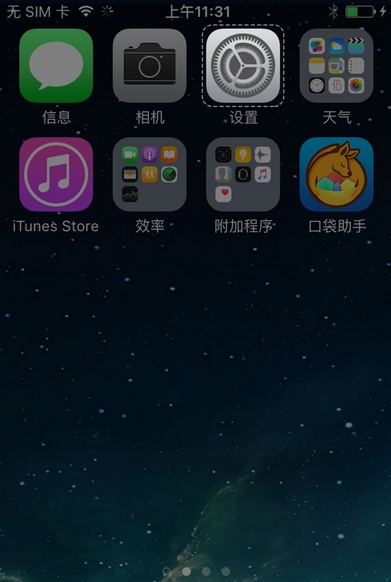 无 SIM 卡 上午11:31
信息 相机 设置 天气
iTunes Store 效率 附加程序 口袋助手